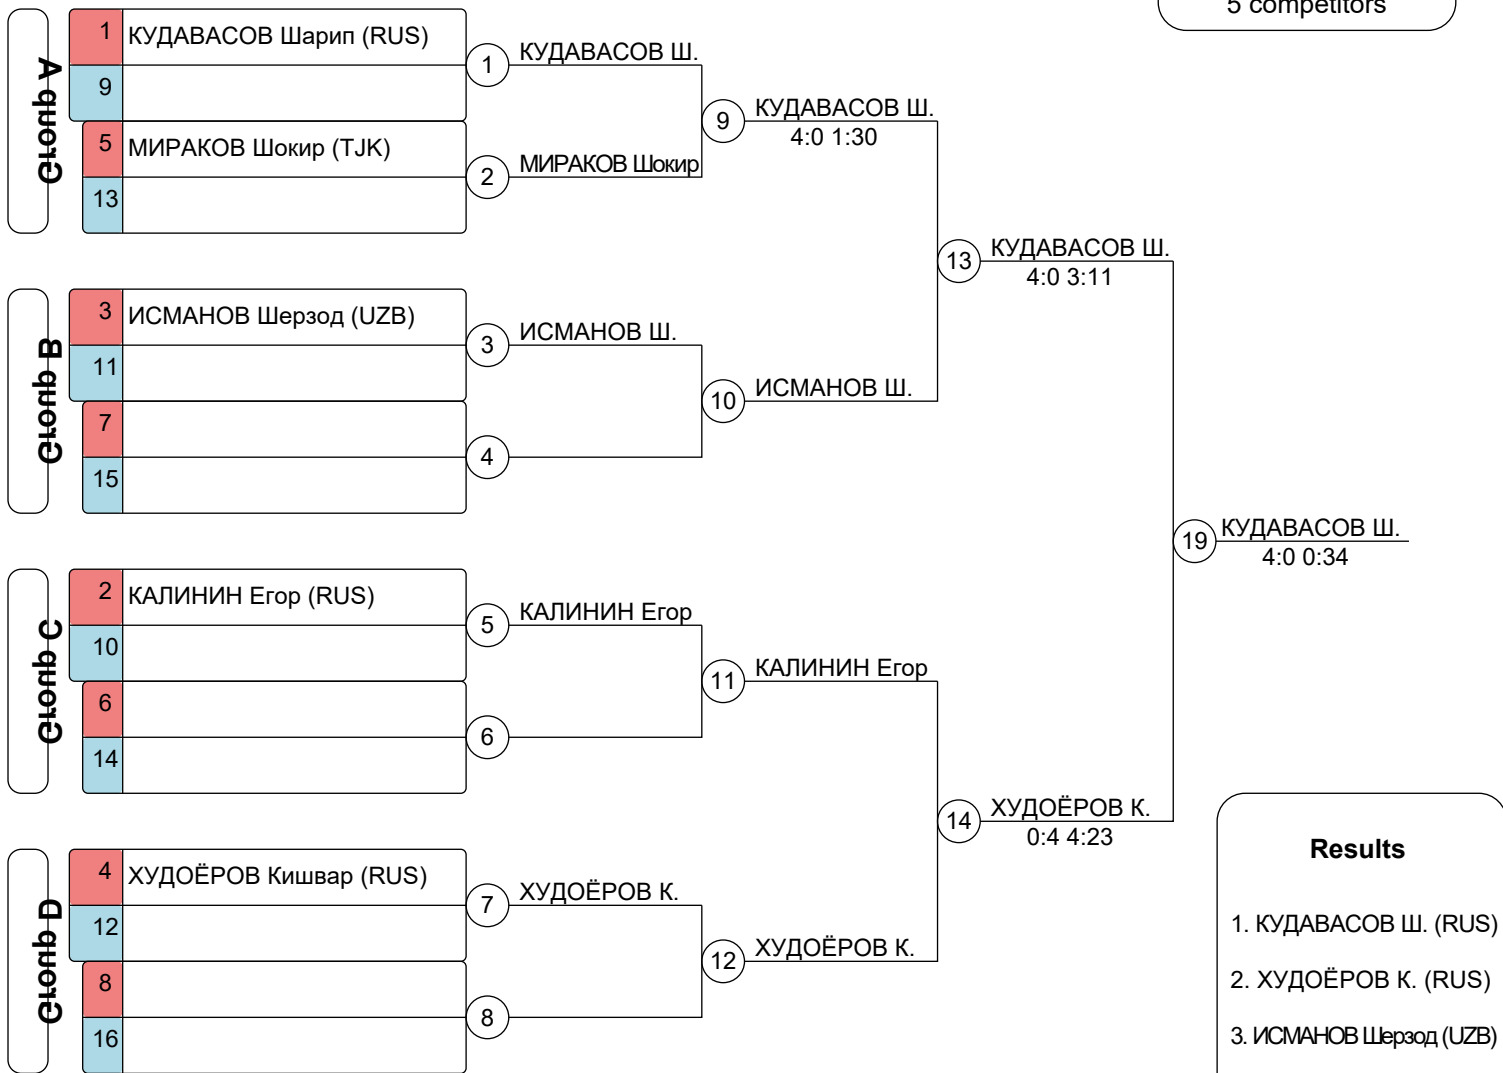 5 competitors
Group A
1 КУДАВАСОВ Шарип (RUS)
9
5 МИРАКОВ Шокир (TJK)
13
1 КУДАВАСОВ Ш.
2 МИРАКОВ Шокир
9 КУДАВАСОВ Ш.
4:0 1:30
Group B
3 ИСМАНОВ Шерзод (UZB)
11
7
15
3 ИСМАНОВ Ш.
4
10 ИСМАНОВ Ш.
13 КУДАВАСОВ Ш.
4:0 3:11
Group C
2 КАЛИНИН Егор (RUS)
10
6
14
5 КАЛИНИН Егор
6
11 КАЛИНИН Егор
Group D
4 ХУДОЁРОВ Кишвар (RUS)
12
8
16
7 ХУДОЁРОВ К.
8
12 ХУДОЁРОВ К.
14 ХУДОЁРОВ К.
0:4 4:23
19 КУДАВАСОВ Ш.
4:0 0:34
Results
1. КУДАВАСОВ Ш. (RUS)
2. ХУДОЁРОВ К. (RUS)
3. ИСМАНОВ Шерзод (UZB)